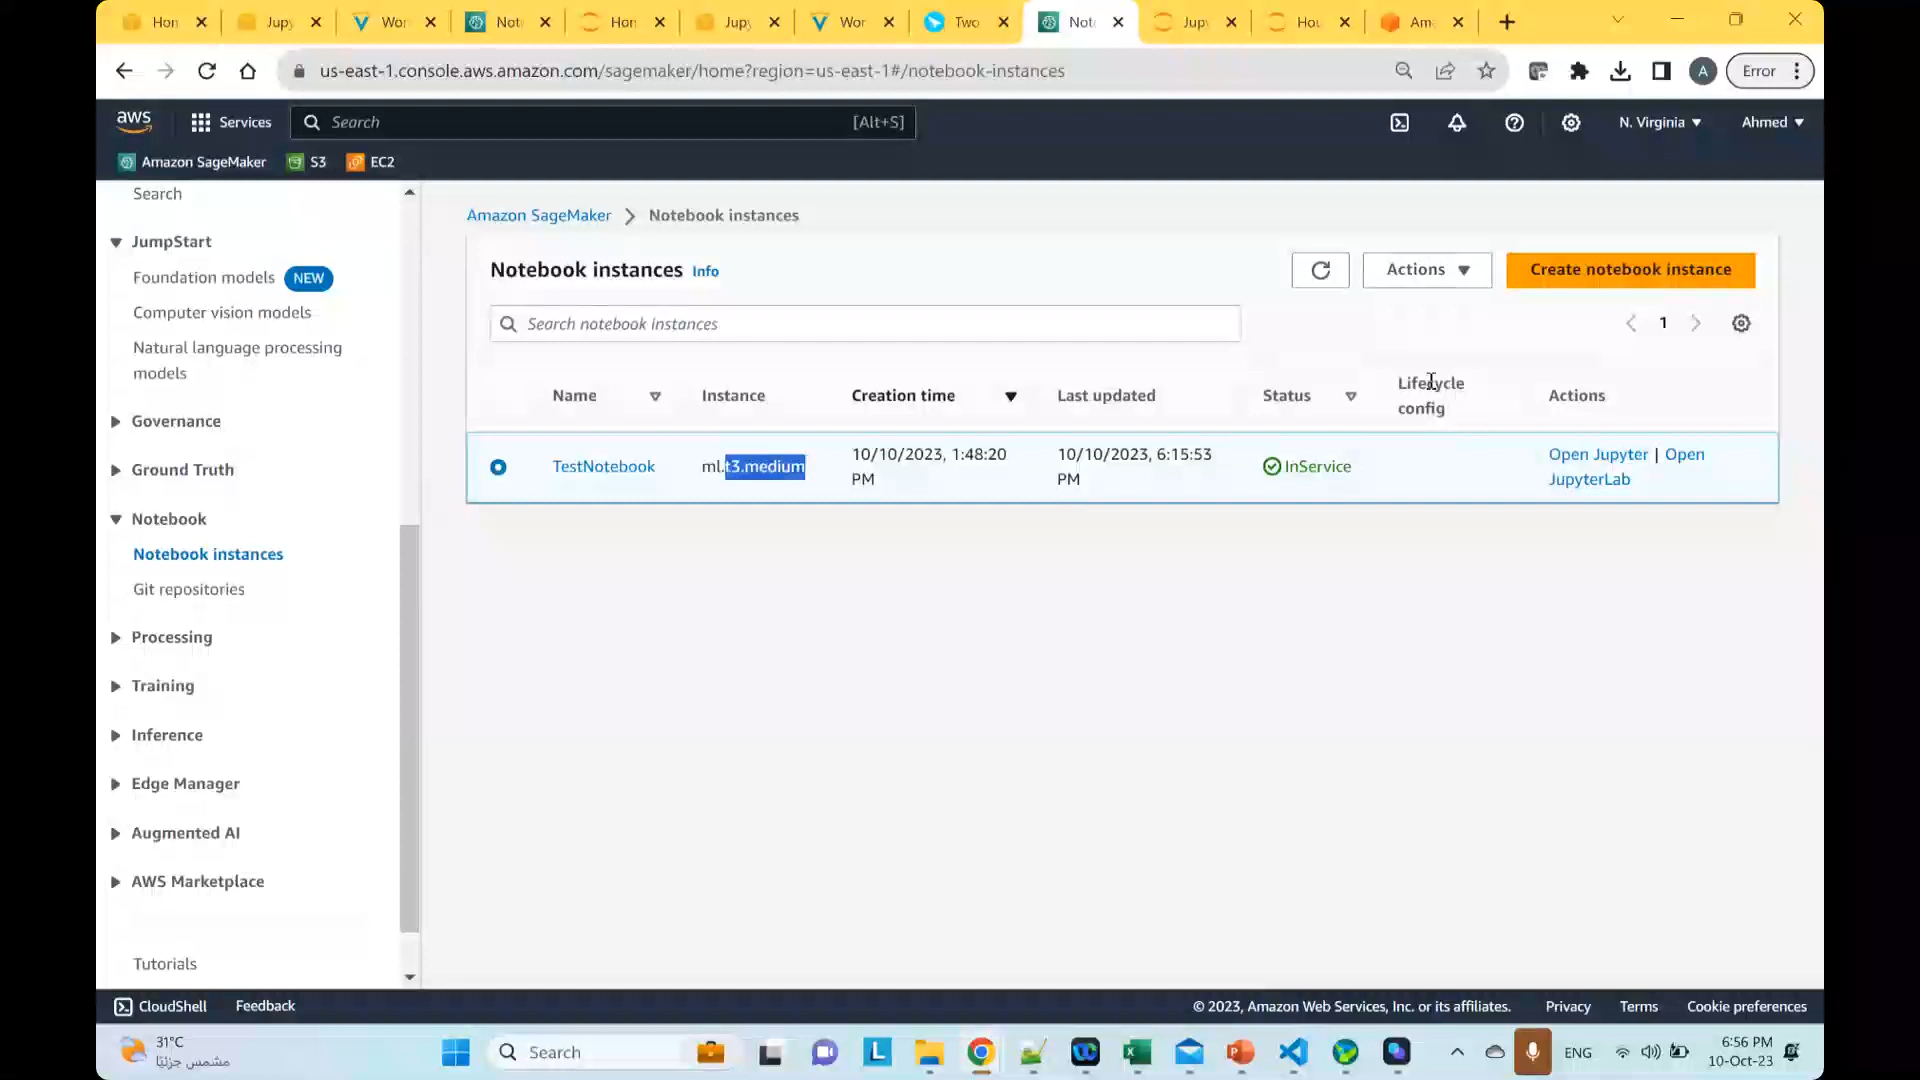 Hon
Jupy
Wor
Not
Hon
Jupy
Wor
Two
Not
Jup
Hou
Am
us-east-1.console.aws.amazon.com/sagemaker/home?region=us-east-1#/notebook-instances
A
Error
aws
Services
Search
[Alt+S]
N. Virginia
Ahmed
Amazon SageMaker
S3
EC2
Search
JumpStart
Foundation models NEW
Computer vision models
Natural language processing
models
Governance
Ground Truth
Notebook
Notebook instances
Git repositories
Processing
Training
Inference
Edge Manager
Augmented AI
AWS Marketplace
Tutorials
Amazon SageMaker > Notebook instances
Notebook instances Info
Actions
Create notebook instance
Search notebook instances
1
Name
Instance
Creation time
Last updated
Status
Lifecycle
config
Actions
TestNotebook
ml.t3.medium
10/10/2023, 1:48:20
PM
10/10/2023, 6:15:53
PM
InService
Open Jupyter | Open
JupyterLab
CloudShell
Feedback
© 2023, Amazon Web Services, Inc. or its affiliates.
Privacy
Terms
Cookie preferences
31°C
مشمس جزئيًا
Search
L
ENG
6:56 PM
10-Oct-23